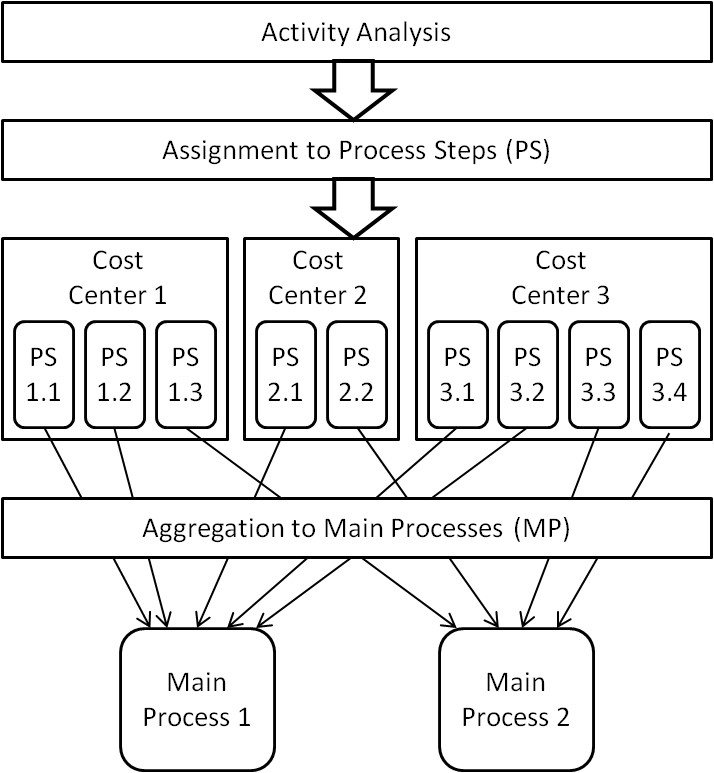 Activity Analysis
Assignment to Process Steps (PS)
Cost
Center 1
PS
1.1
PS
1.2
PS
1.3
Cost
Center 2
PS
2.1
PS
2.2
Cost
Center 3
PS
3.1
PS
3.2
PS
3.3
PS
3.4
Aggregation to Main Processes (MP)
Main
Process 1
Main
Process 2